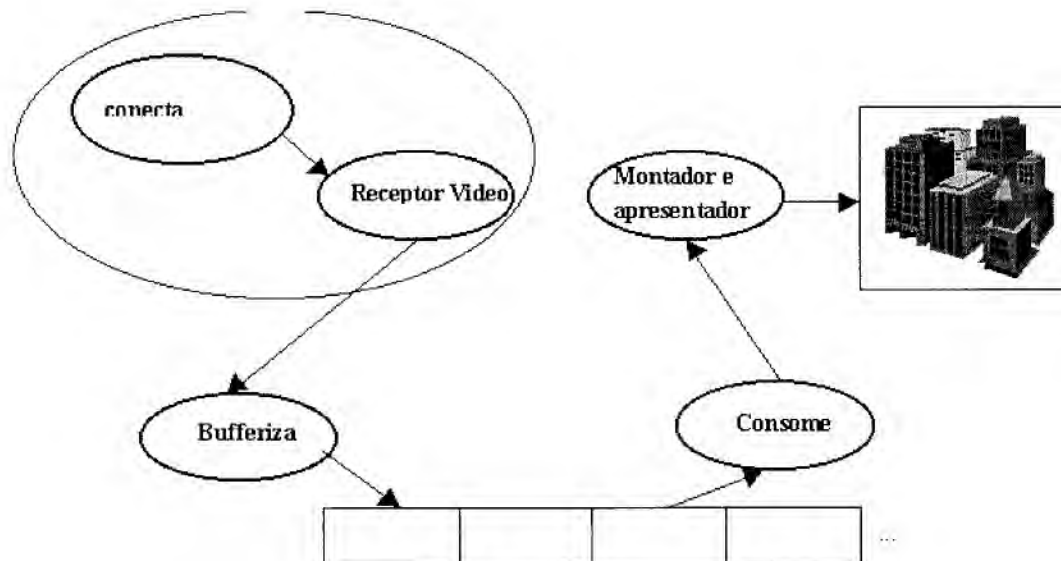 conecta
Receptor Video
Montador e
apresentador
Bufferiza
Consome
...